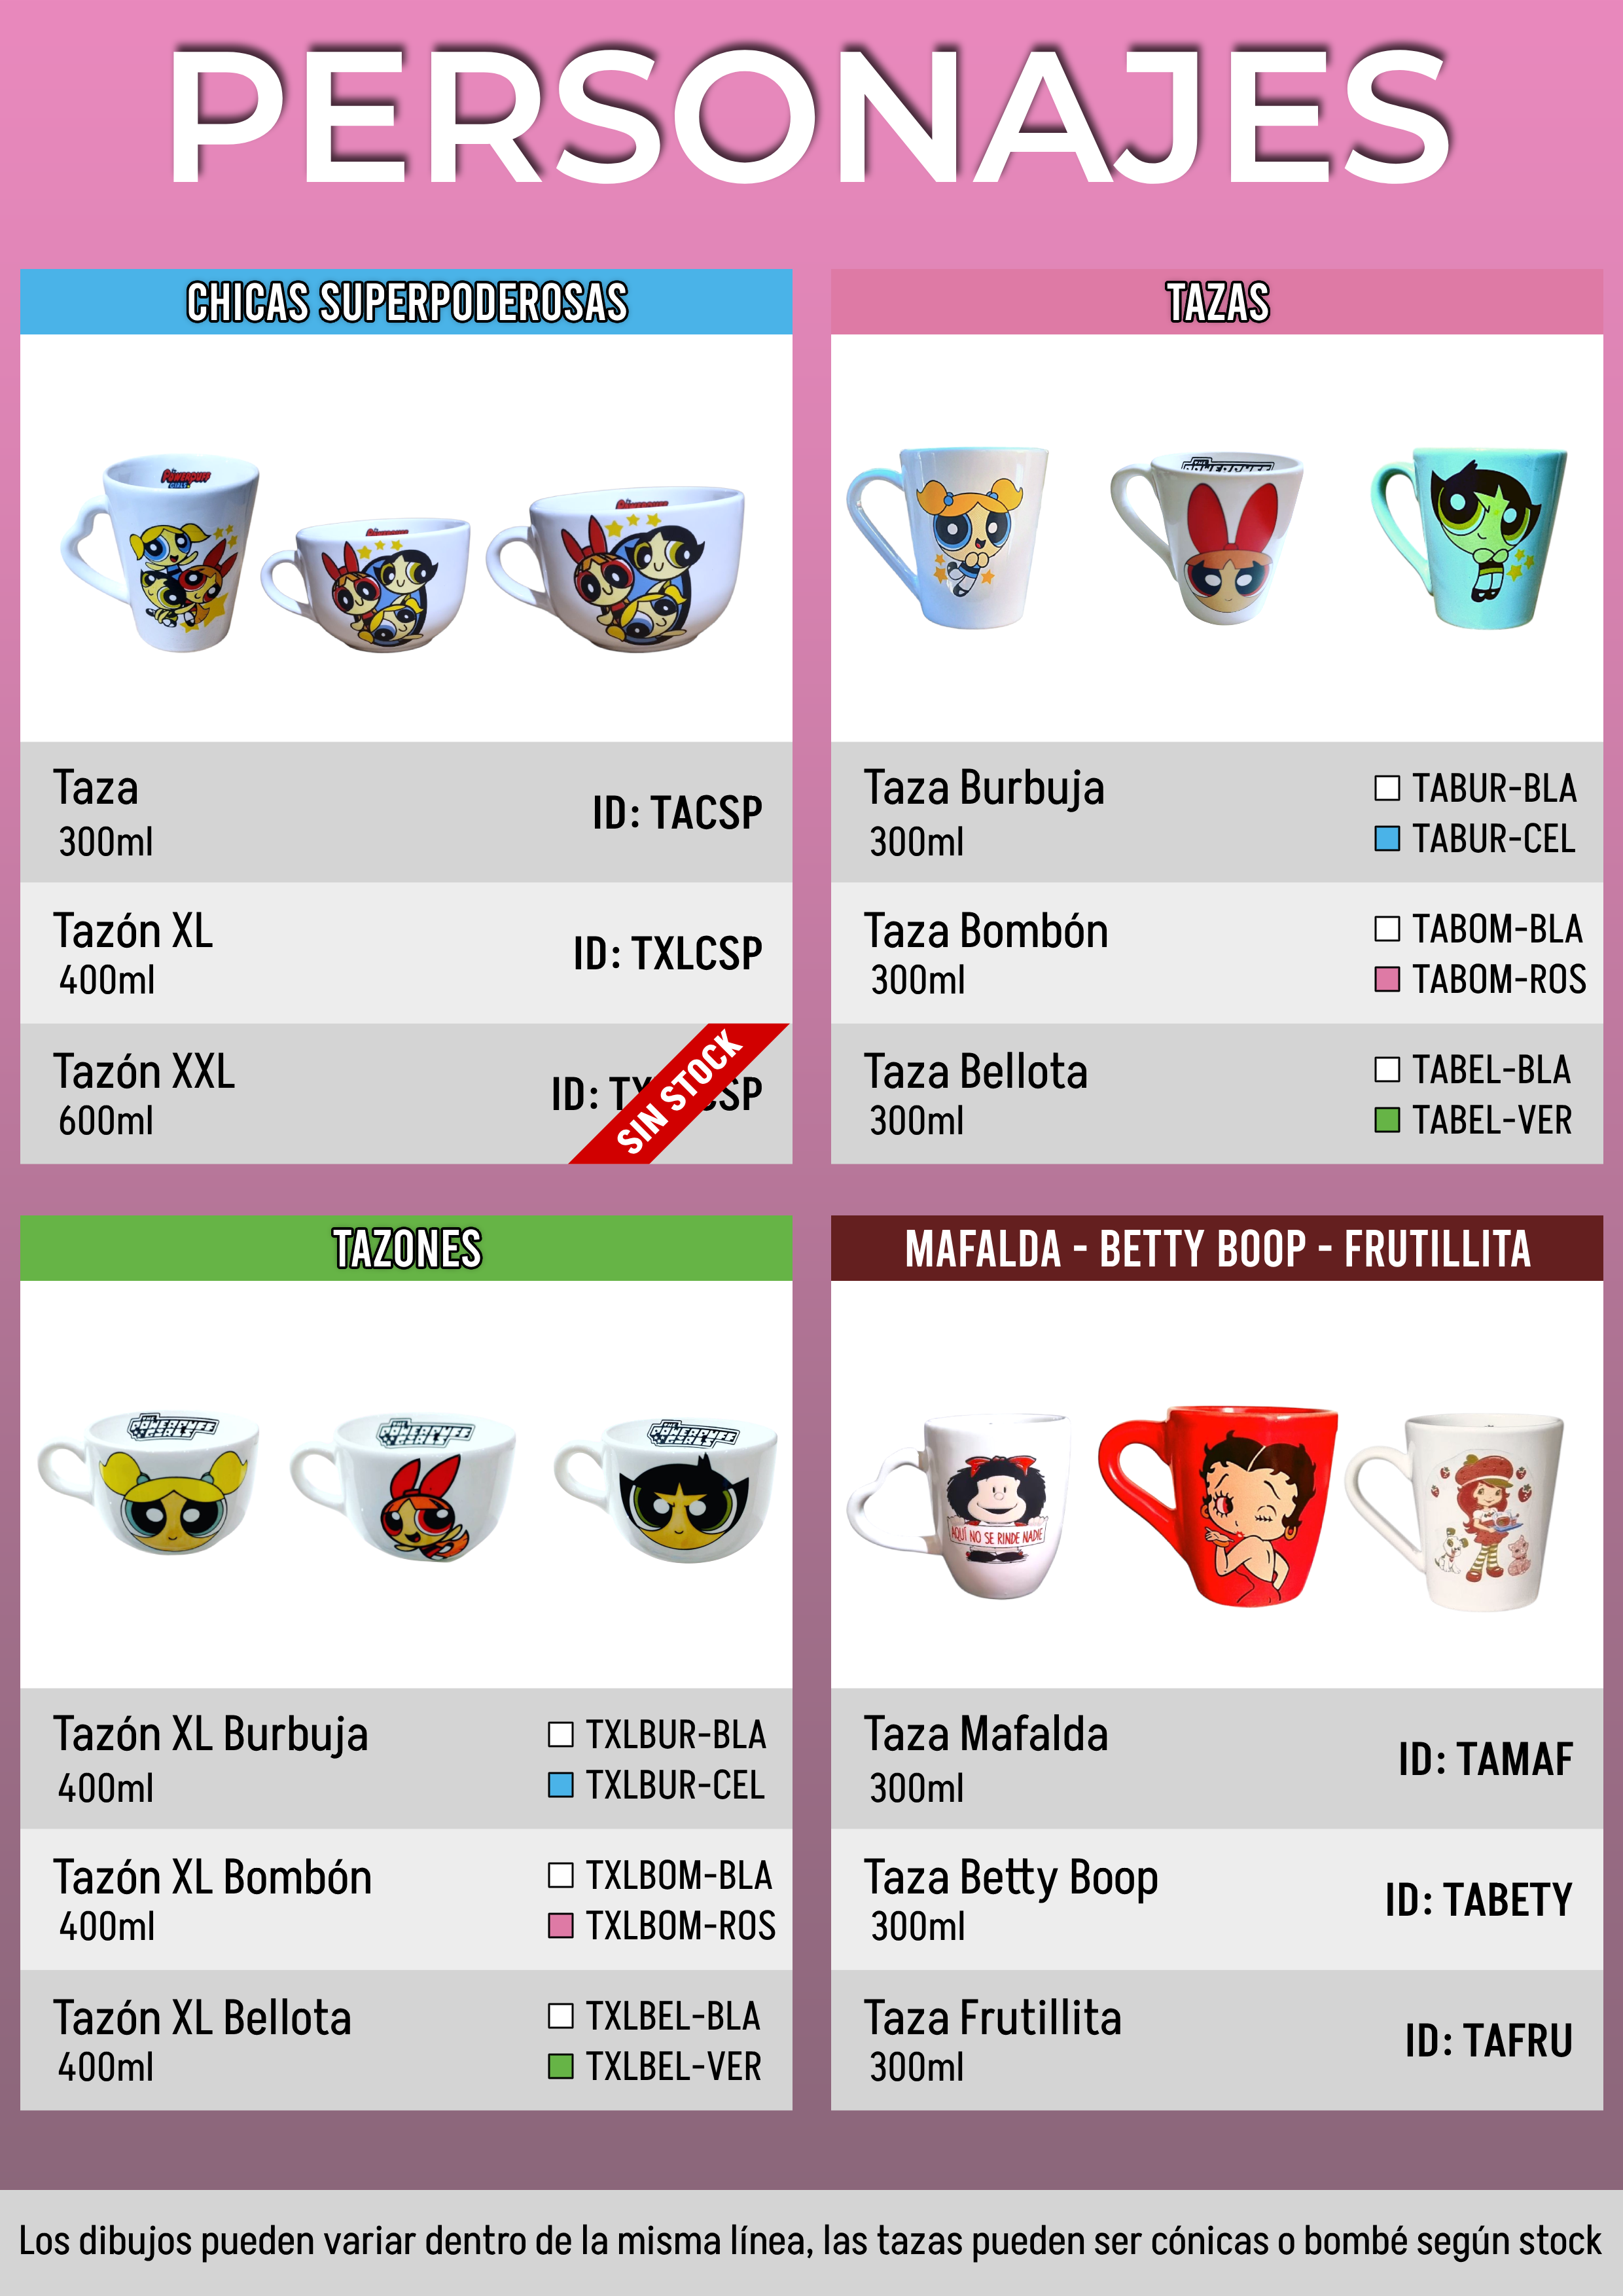 PERSONAJES
CHICAS SUPERPODEROSAS
POWERPUFF
GIRLS
Taza
300ml
ID: TACSP
Tazón XL
400ml
ID: TXLCSP
Tazón XXL
600ml
SIN STOCK
TAZAS
Taza Burbuja
300ml
TABUR-BLA
TABUR-CEL
Taza Bombón
300ml
TABOM-BLA
TABOM-ROS
Taza Bellota
300ml
TABEL-BLA
TABEL-VER
TAZONES
Tazón XL Burbuja
400ml
TXLBUR-BLA
TXLBUR-CEL
Tazón XL Bombón
400ml
TXLBOM-BLA
TXLBOM-ROS
Tazón XL Bellota
400ml
TXLBEL-BLA
TXLBEL-VER
MAFALDA - BETTY BOOP - FRUTILLITA
AQUÍ NO SE RINDE NADIE
Taza Mafalda
300ml
ID: TAMAF
Taza Betty Boop
300ml
ID: TABETY
Taza Frutillita
300ml
ID: TAFRU
Los dibujos pueden variar dentro de la misma línea, las tazas pueden ser cónicas o bombé según stock